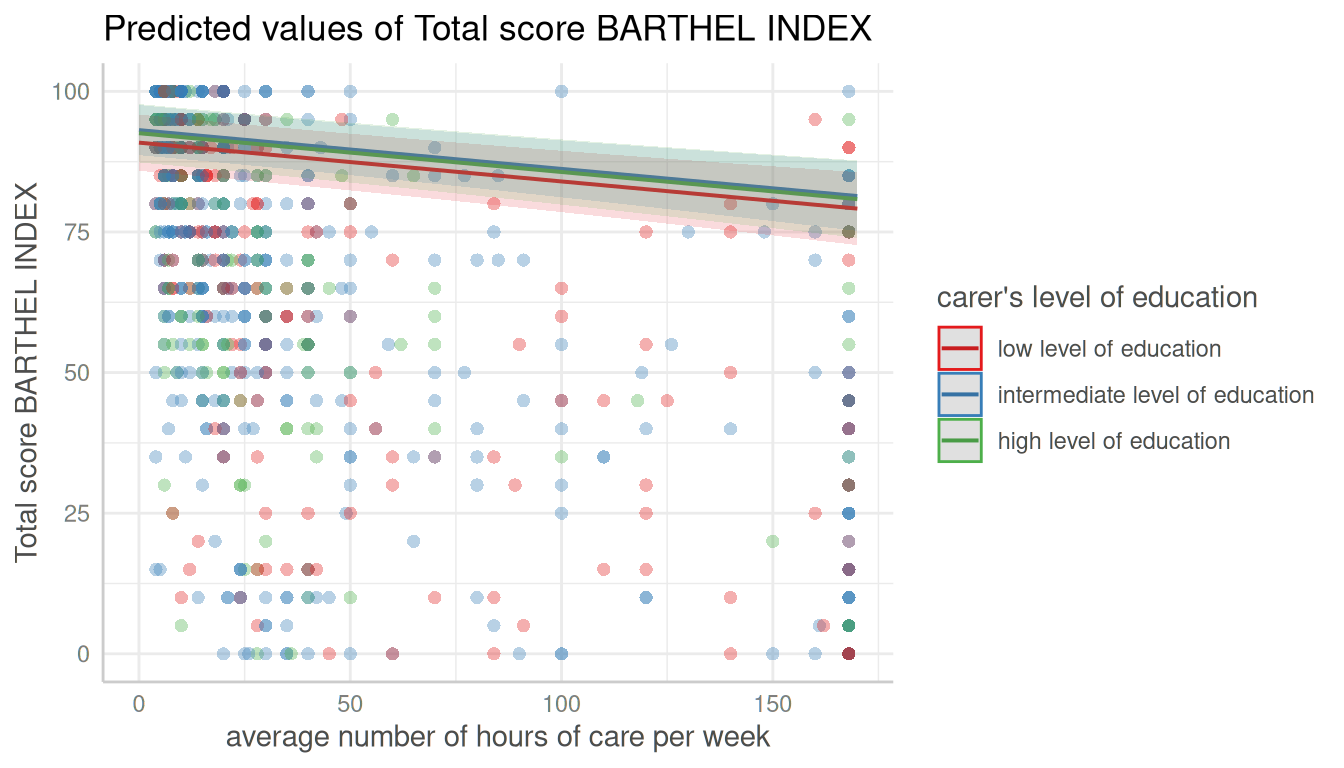 Predicted values of Total score BARTHEL INDEX
Total score BARTHEL INDEX
100
75
50
25
0
0 50 100 150
average number of hours of care per week
carer's level of education
low level of education
intermediate level of education
high level of education